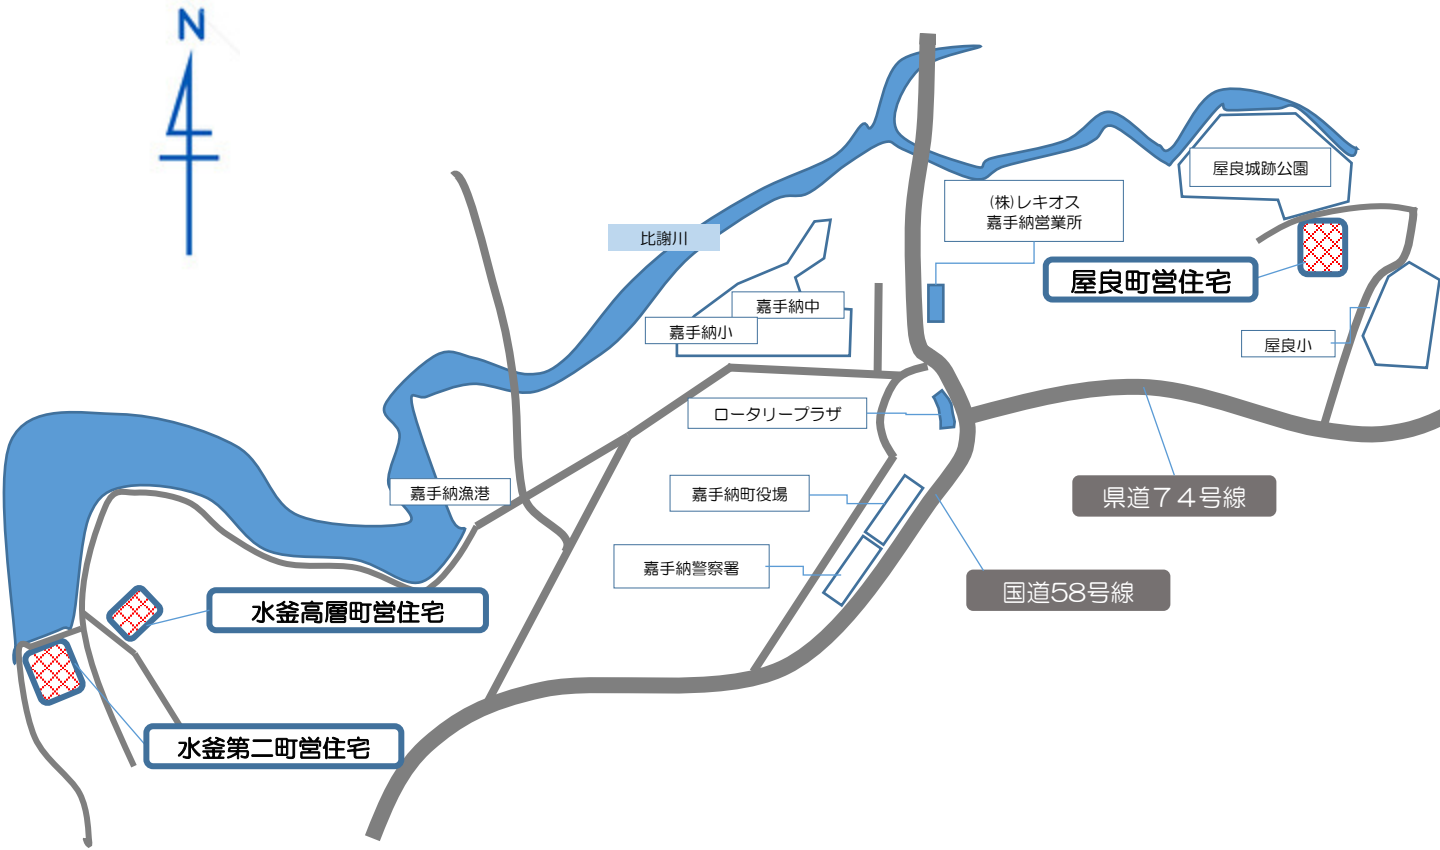 N
屋良城跡公園
(株)レキオス
嘉手納営業所
比謝川
屋良町営住宅
嘉手納中
嘉手納小
屋良小
ロータリープラザ
嘉手納漁港
嘉手納町役場
県道７４号線
嘉手納警察署
国道58号線
水釜高層町営住宅
水釜第二町営住宅